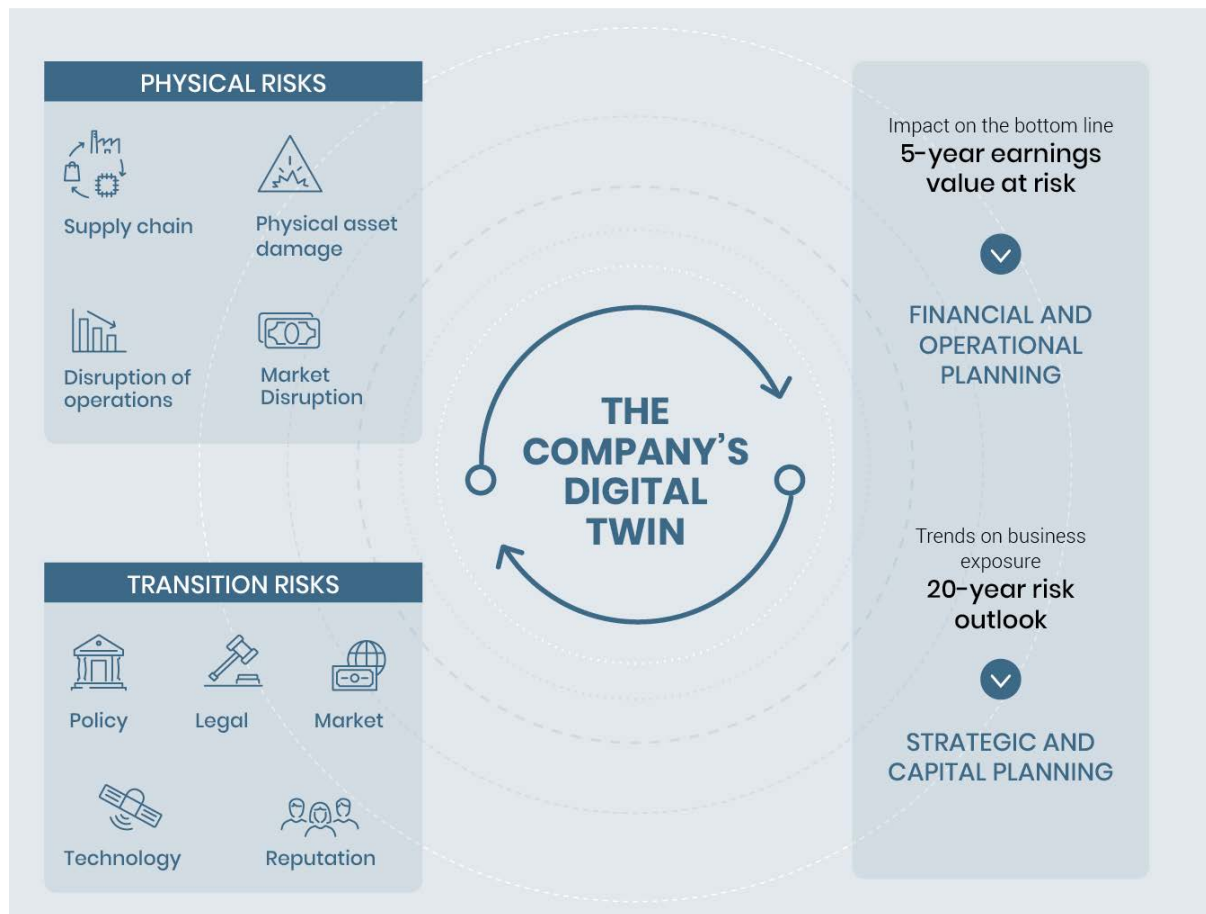 PHYSICAL RISKS
Supply chain
Physical asset
damage
Disruption of
operations
Market
Disruption
TRANSITION RISKS
Policy
Legal
Market
Technology
Reputation
THE
COMPANY’S
DIGITAL
TWIN
Impact on the bottom line
5-year earnings
value at risk
FINANCIAL AND
OPERATIONAL
PLANNING
Trends on business
exposure
20-year risk
outlook
STRATEGIC AND
CAPITAL PLANNING